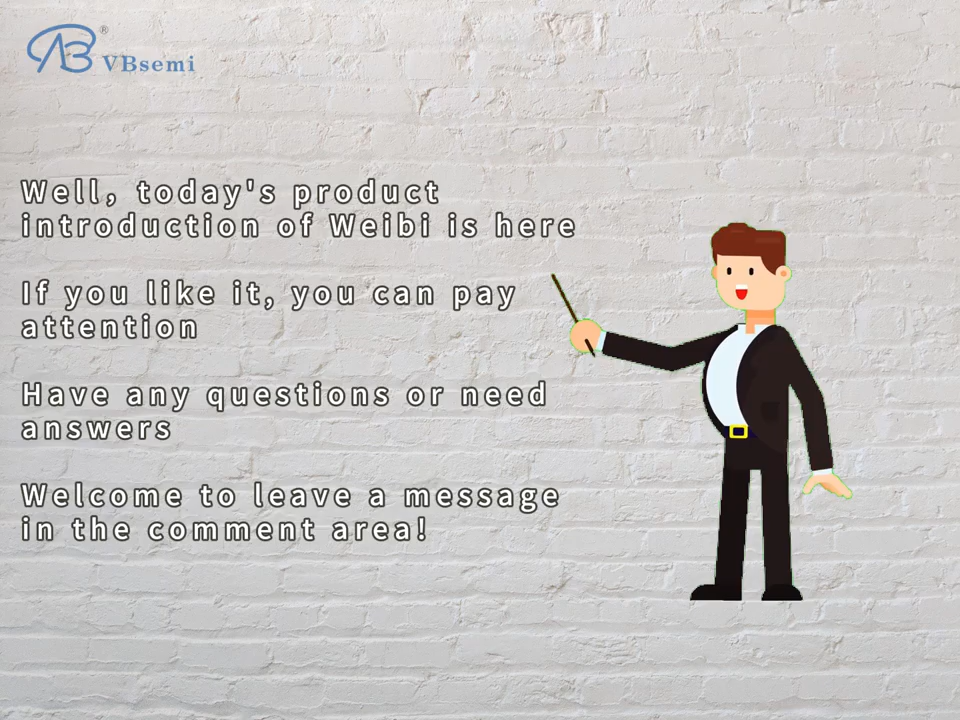 VBsemi
Well, today's product
introduction of Weibi is here
If you like it, you can pay
attention
Have any questions or need
answers
Welcome to leave a message
in the comment area!